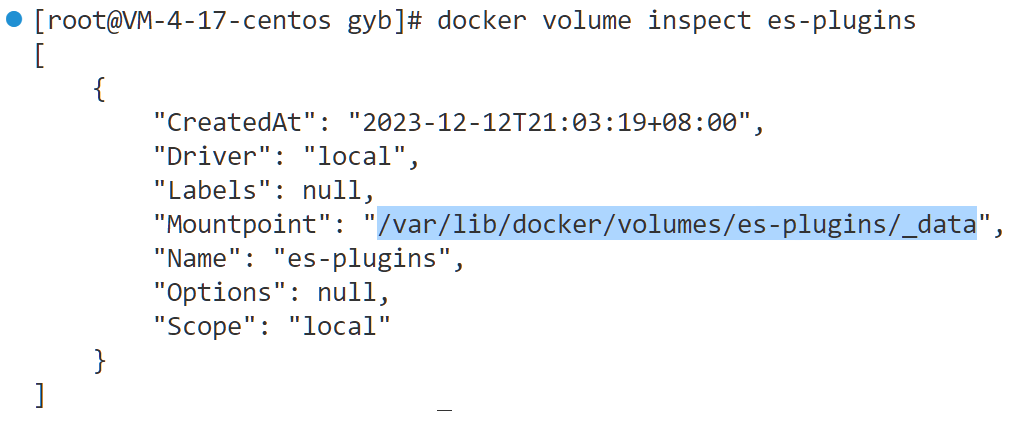 [root@VM-4-17-centos gyb]# docker volume inspect es-plugins
[
    {
        "CreatedAt": "2023-12-12T21:03:19+08:00",
        "Driver": "local",
        "Labels": null,
        "Mountpoint": "/var/lib/docker/volumes/es-plugins/_data",
        "Name": "es-plugins",
        "Options": null,
        "Scope": "local"
    }
]